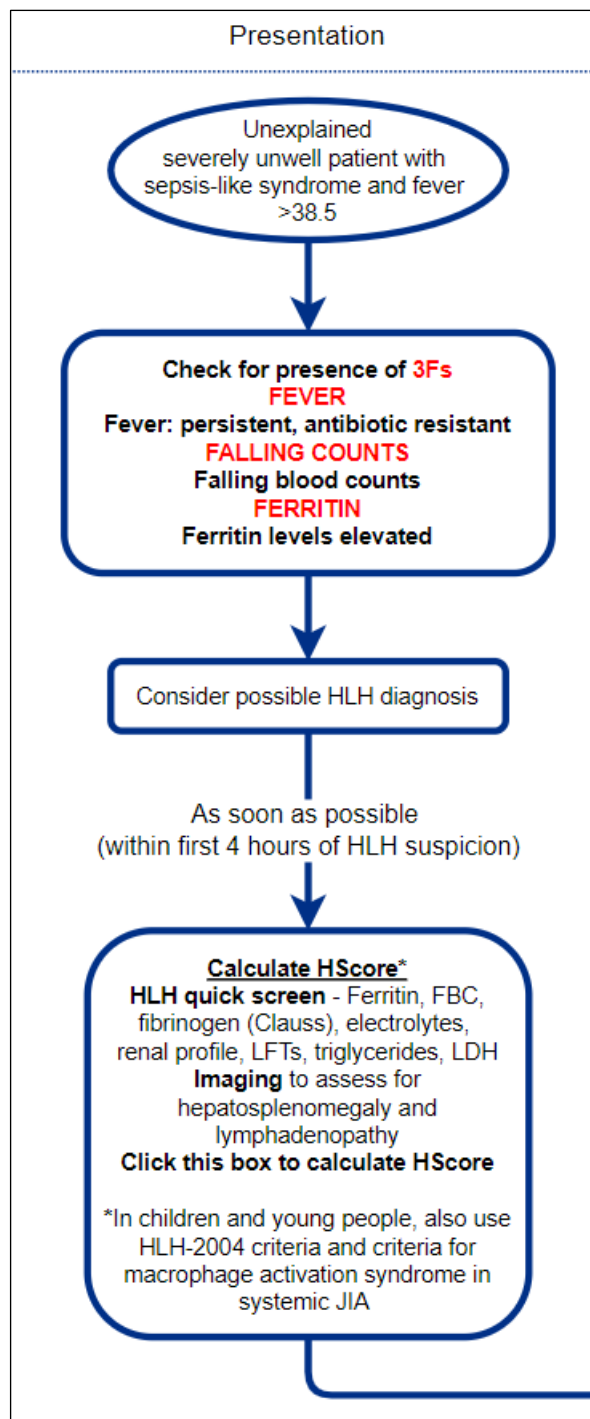 Presentation
Unexplained
severely unwell patient with
sepsis-like syndrome and fever
>38.5
Check for presence of 3Fs
FEVER
Fever: persistent, antibiotic resistant
FALLING COUNTS
Falling blood counts
FERRITIN
Ferritin levels elevated
Consider possible HLH diagnosis
As soon as possible
(within first 4 hours of HLH suspicion)
Calculate HScore*
HLH quick screen - Ferritin, FBC,
fibrinogen (Clauss), electrolytes,
renal profile, LFTs, triglycerides, LDH
Imaging to assess for
hepatosplenomegaly and
lymphadenopathy
Click this box to calculate HScore
*In children and young people, also use
HLH-2004 criteria and criteria for
macrophage activation syndrome in
systemic JIA